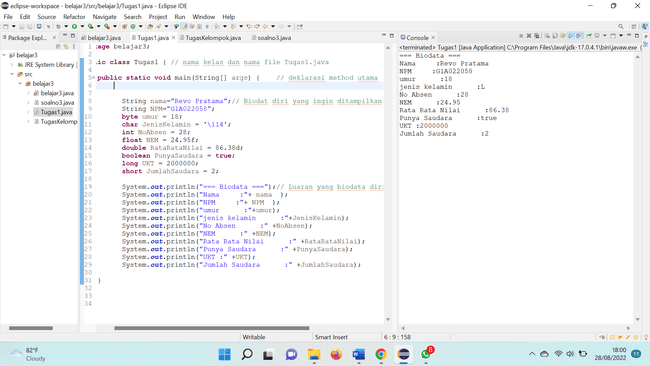 eclipse-workspace - belajar3/src/belajar3/Tugas1.java - Eclipse IDE
File Edit Source Refactor Navigate Search Project Run Window Help
Package Expl...
belajar3
JRE System Library [
src
belajar3
belajar3.java
soalno3.java
Tugas1.java
TugasKelomp
belajar3.java Tugas1.java TugasKelompok.java soalno3.java
1 age belajar3;
2
3 ic class Tugas1 { // nama kelas dan nama file Tugas1.java
4
5 public static void main(String[] args) { // deklarasi method utama
6
7
8 String nama="Revo Pratama";// Biodat diri yang ingin ditampilkan
9 String NPM="G1A022058";
10 byte umur = 18;
11 char JenisKelamin = '\114';
12 int NoAbsen = 28;
13 float NEM = 24.95f;
14 double RataRataNilai = 86.38d;
15 boolean PunyaSaudara = true;
16 long UKT = 2000000;
17 short JumlahSaudara = 2;
18
19 System.out.println("=== Biodata ===");// Luaran yang biodata diri
20 System.out.println("Nama :"+ nama );
21 System.out.println("NPM :"+ NPM );
22 System.out.println("umur :"+umur);
23 System.out.println("jenis kelamin :"+JenisKelamin);
24 System.out.println("No Absen :" +NoAbsen);
25 System.out.println("NEM :" +NEM);
26 System.out.println("Rata Rata Nilai :" +RataRataNilai);
27 System.out.println("Punya Saudara :" +PunyaSaudara);
28 System.out.println("UKT :" +UKT);
29 System.out.println("Jumlah Saudara :" +JumlahSaudara);
30
31 }
32
33
34
Console
<terminated> Tugas1 [Java Application] C:\Program Files\Java\jdk-17.0.4.1\bin\javaw.exe (
=== Biodata ===
Nama :Revo Pratama
NPM :G1A022058
umur :18
jenis kelamin :L
No Absen :28
NEM :24.95
Rata Rata Nilai :86.38
Punya Saudara :true
UKT :2000000
Jumlah Saudara :2
Writable Smart Insert 6 : 9 : 158
82°F
Cloudy
8
18:00
28/08/2022
11